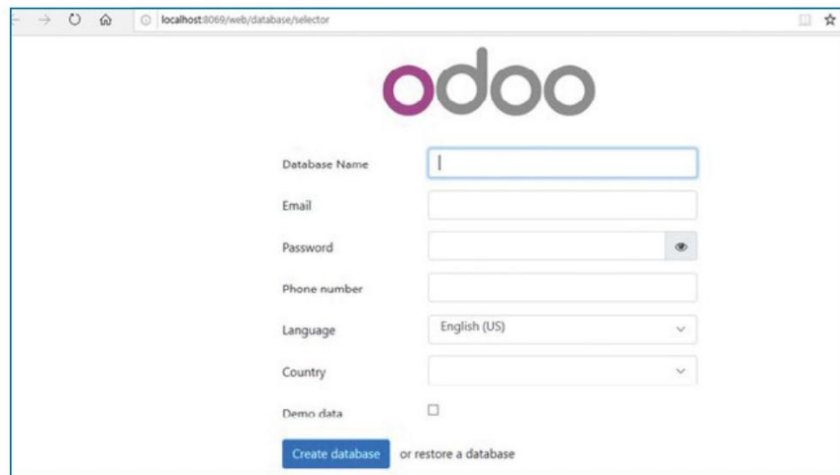 localhost:8069/web/database/selector
odoo
Database Name
Email
Password
Phone number
Language English (US)
Country
Demo data
Create database or restore a database